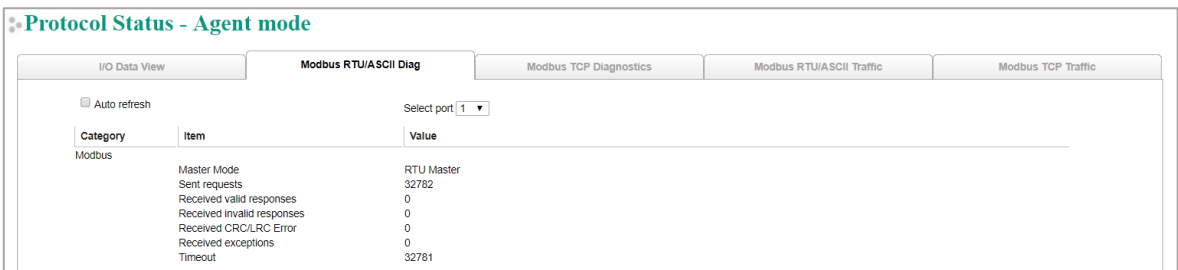 Protocol Status - Agent mode
I/O Data View Modbus RTU/ASCII Diag Modbus TCP Diagnostics Modbus RTU/ASCII Traffic Modbus TCP Traffic
Auto refresh Select port 1
Category Item Value
Modbus
Master Mode RTU Master
Sent requests 32782
Received valid responses 0
Received invalid responses 0
Received CRC/LRC Error 0
Received exceptions 0
Timeout 32781